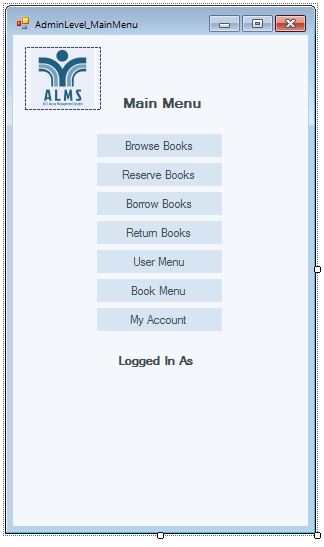 AdminLevel_MainMenu
ALMS
Main Menu
Browse Books
Reserve Books
Borrow Books
Return Books
User Menu
Book Menu
My Account
Logged In As